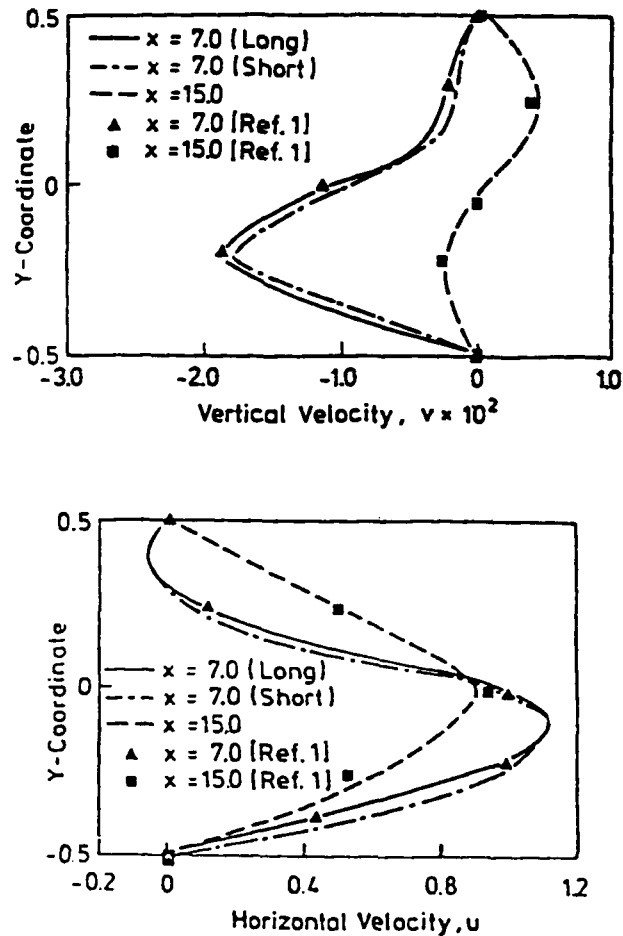 x = 7.0 (Long)
x = 7.0 (Short)
x =15.0
x = 7.0 [Ref. 1]
x =15.0 [Ref. 1]
0.5
0
-0.5
Y-Coordinate
-3.0 -2.0 -1.0 0 1.0
Vertical Velocity, v × 10²
x = 7.0 (Long)
x = 7.0 (Short)
x =15.0
x = 7.0 [Ref. 1]
x =15.0 [Ref. 1]
0.5
0
-0.5
Y-Coordinate
-0.2 0 0.4 0.8 1.2
Horizontal Velocity, u